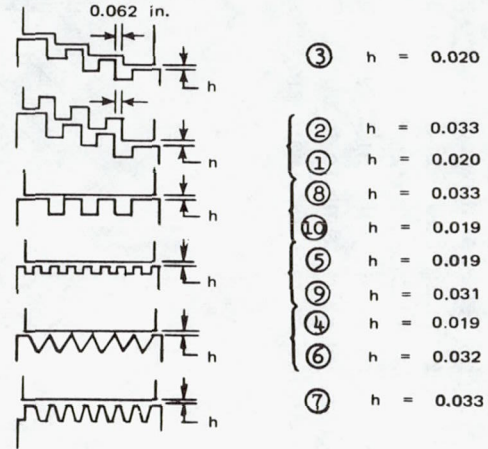 0.062 in.
h
③ h = 0.020
h
② h = 0.033
① h = 0.020
h
⑧ h = 0.033
⑩ h = 0.019
h
⑤ h = 0.019
⑨ h = 0.031
h
④ h = 0.019
⑥ h = 0.032
h
⑦ h = 0.033